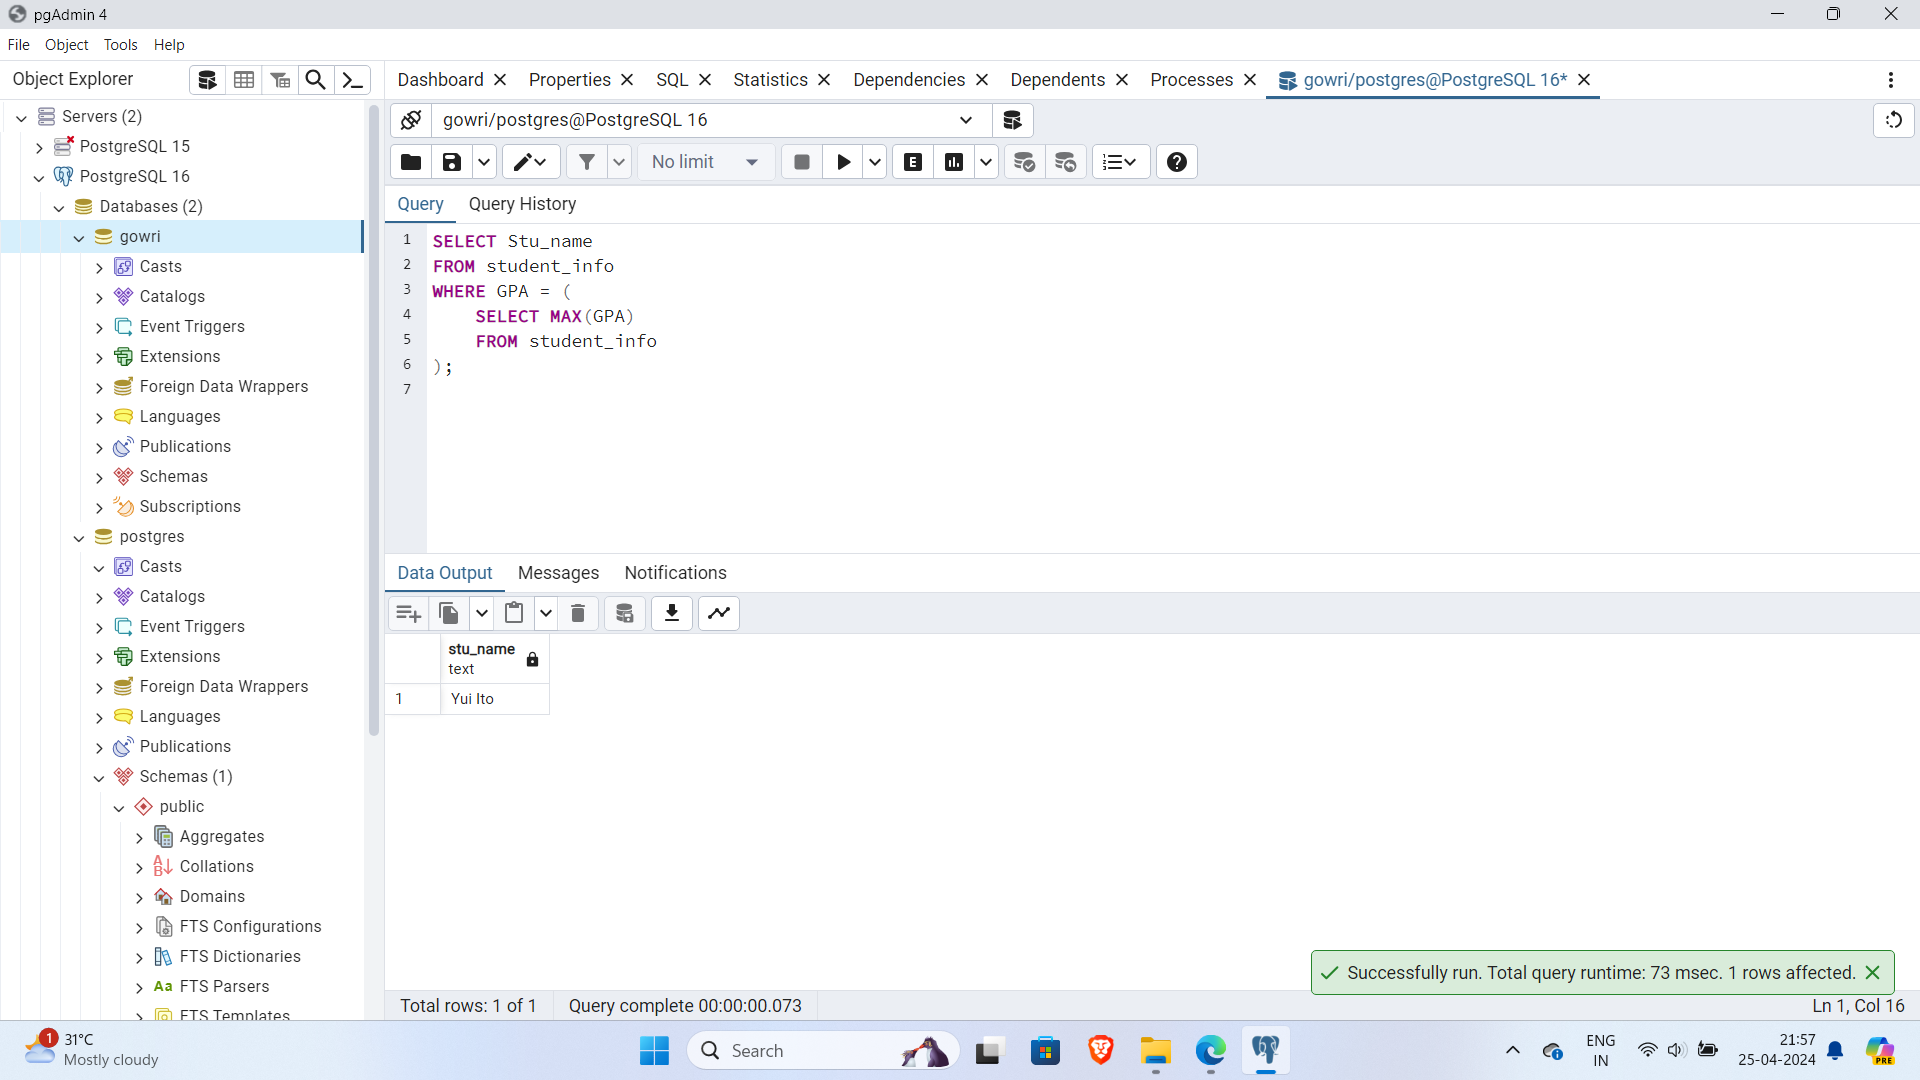 pgAdmin 4
File Object Tools Help
Object Explorer
Dashboard Properties SQL Statistics Dependencies Dependents Processes gowri/postgres@PostgreSQL 16*
Servers (2)
PostgreSQL 15
PostgreSQL 16
Databases (2)
gowri
Casts
Catalogs
Event Triggers
Extensions
Foreign Data Wrappers
Languages
Publications
Schemas
Subscriptions
postgres
Casts
Catalogs
Event Triggers
Extensions
Foreign Data Wrappers
Languages
Publications
Schemas (1)
public
Aggregates
Collations
Domains
FTS Configurations
FTS Dictionaries
Aa FTS Parsers
FTS Templates
gowri/postgres@PostgreSQL 16
No limit
E
Query Query History
1 SELECT Stu_name
2 FROM student_info
3 WHERE GPA = (
4 SELECT MAX(GPA)
5 FROM student_info
6 );
7
Data Output Messages Notifications
stu_name
text
1 Yui Ito
Successfully run. Total query runtime: 73 msec. 1 rows affected.
Total rows: 1 of 1 Query complete 00:00:00.073 Ln 1, Col 16
1
31°C
Mostly cloudy
Search
ENG
IN
21:57
25-04-2024
PRE